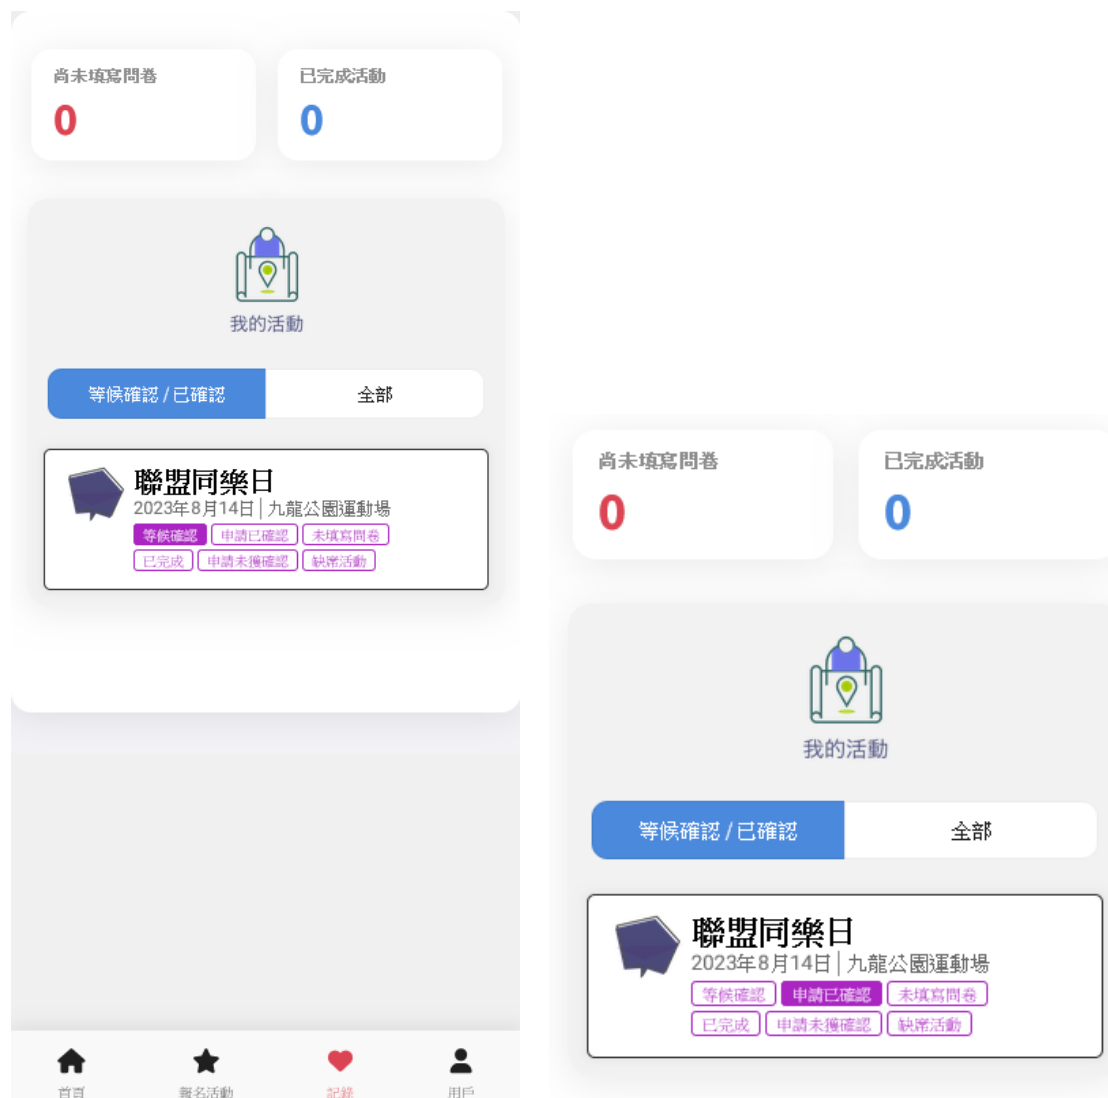 尚未填寫問卷
已完成活動
0
0
我的活動
等候確認 / 已確認
全部
聯盟同樂日
2023年8月14日 | 九龍公園運動場
等候確認 申請已確認 未填寫問卷
已完成 申請未獲確認 缺席活動
首頁
報名活動
記錄
用戶
尚未填寫問卷
已完成活動
0
0
我的活動
等候確認 / 已確認
全部
聯盟同樂日
2023年8月14日 | 九龍公園運動場
等候確認 申請已確認 未填寫問卷
已完成 申請未獲確認 缺席活動